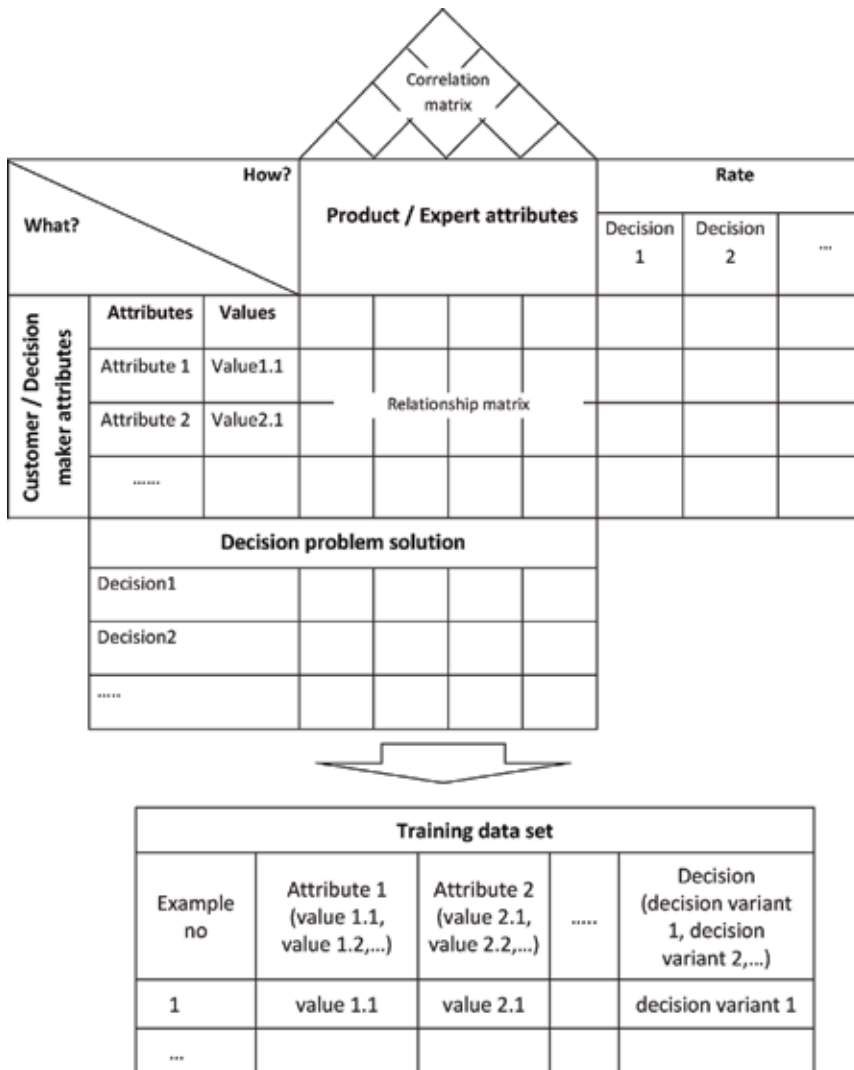 Correlation
matrix
How?
What?
Product / Expert attributes
Rate
Decision
1
Decision
2
...
Customer / Decision
maker attributes
Attributes Values
Attribute 1 Value1.1
Attribute 2 Value2.1
Relationship matrix
......
Decision problem solution
Decision1
Decision2
.....
Training data set
Example
no
Attribute 1
(value 1.1,
value 1.2,...)
Attribute 2
(value 2.1,
value 2.2,...)
.....
Decision
(decision variant
1, decision
variant 2,...)
1 value 1.1 value 2.1 decision variant 1
...